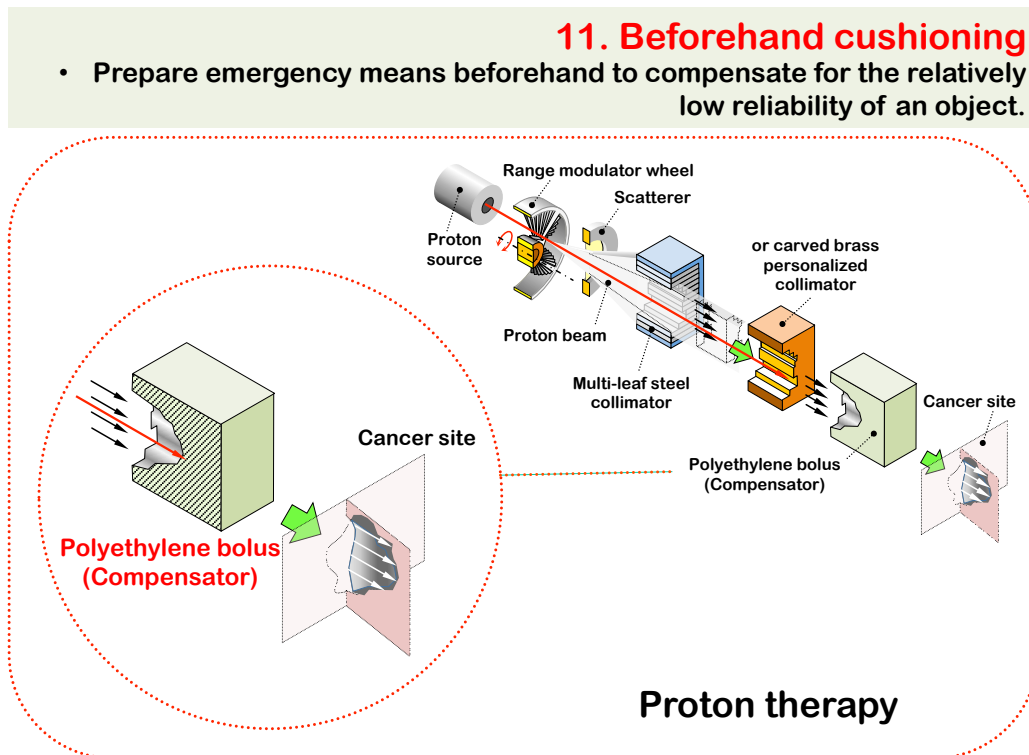 11. Beforehand cushioning
• Prepare emergency means beforehand to compensate for the relatively
low reliability of an object.
Range modulator wheel
Scatterer
Proton
source
or carved brass
personalized
collimator
Proton beam
Multi-leaf steel
collimator
Cancer site
Polyethylene bolus
(Compensator)
Cancer site
Polyethylene bolus
(Compensator)
Proton therapy